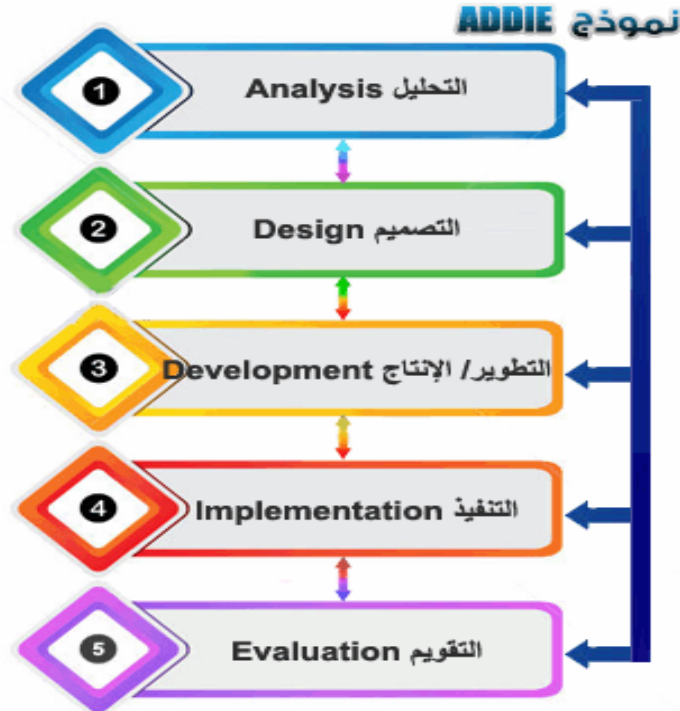 نموذج ADDIE
1
التحليل Analysis
2
التصميم Design
3
التطوير/ الإنتاج Development
4
التنفيذ Implementation
5
التقويم Evaluation